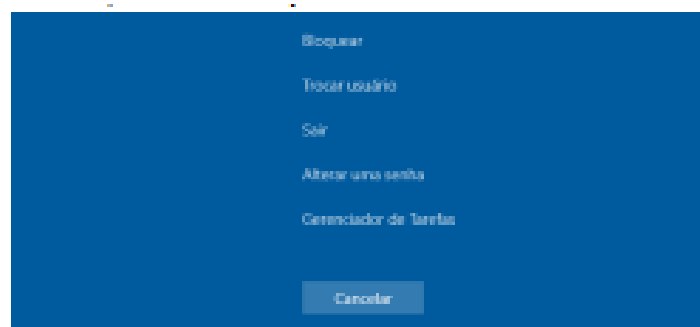 Bloquear
Trocar usuário
Sair
Alterar uma senha
Gerenciador de Tarefas
Cancelar